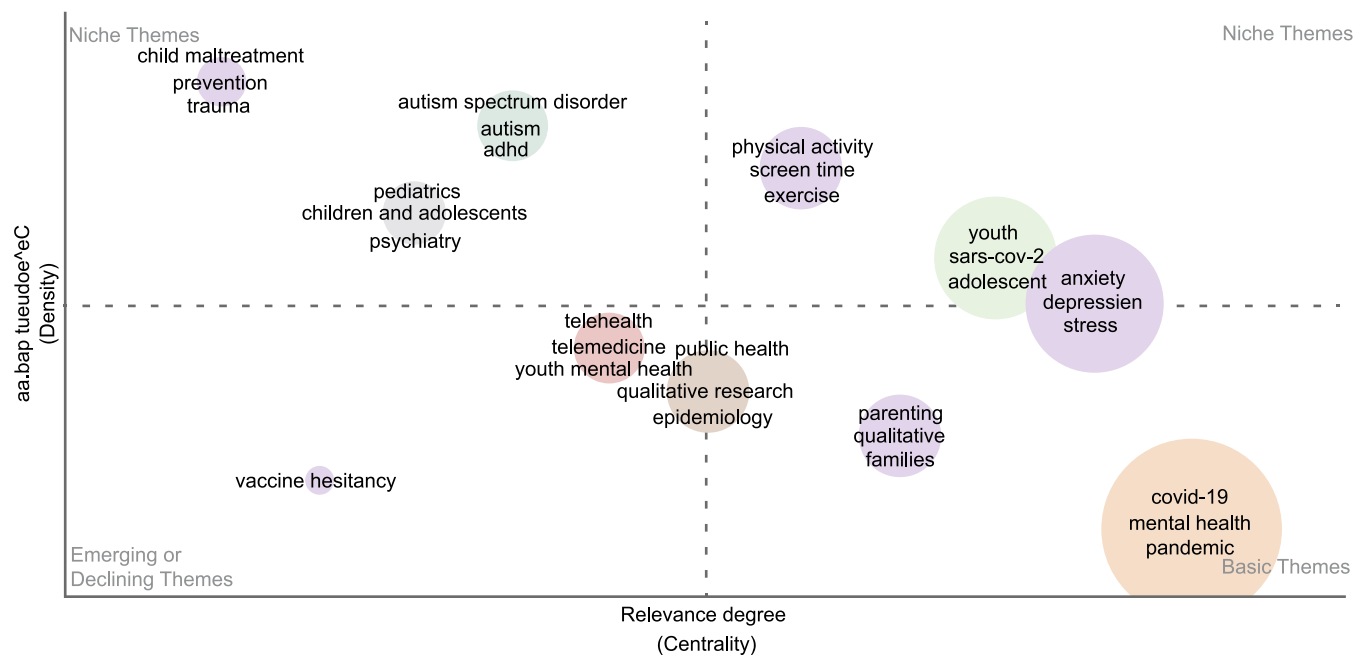 Niche Themes
Niche Themes
child maltreatment
prevention
trauma
autism spectrum disorder
autism
adhd
physical activity
screen time
exercise
pediatrics
children and adolescents
psychiatry
youth
sars-cov-2
adolescent
anxiety
depressien
stress
aa.bap tueudoe^eC
(Density)
telehealth
telemedicine
youth mental health
public health
qualitative research
epidemiology
parenting
qualitative
families
vaccine hesitancy
covid-19
mental health
pandemic
Emerging or
Declining Themes
Basic Themes
Relevance degree
(Centrality)